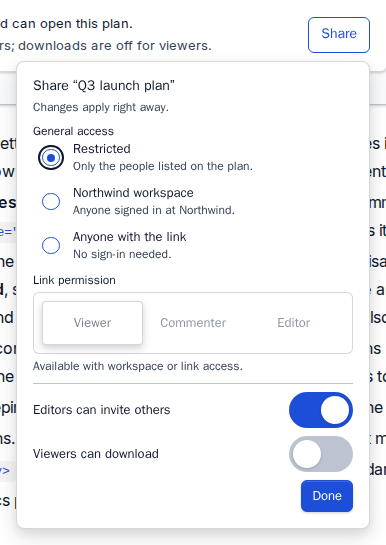 d can open this plan.
rs; downloads are off for viewers.
Share
Share “Q3 launch plan”
Changes apply right away.
General access
Restricted
Only the people listed on the plan.
Northwind workspace
Anyone signed in at Northwind.
Anyone with the link
No sign-in needed.
Link permission
Viewer Commenter Editor
Available with workspace or link access.
Editors can invite others
Viewers can download
Done